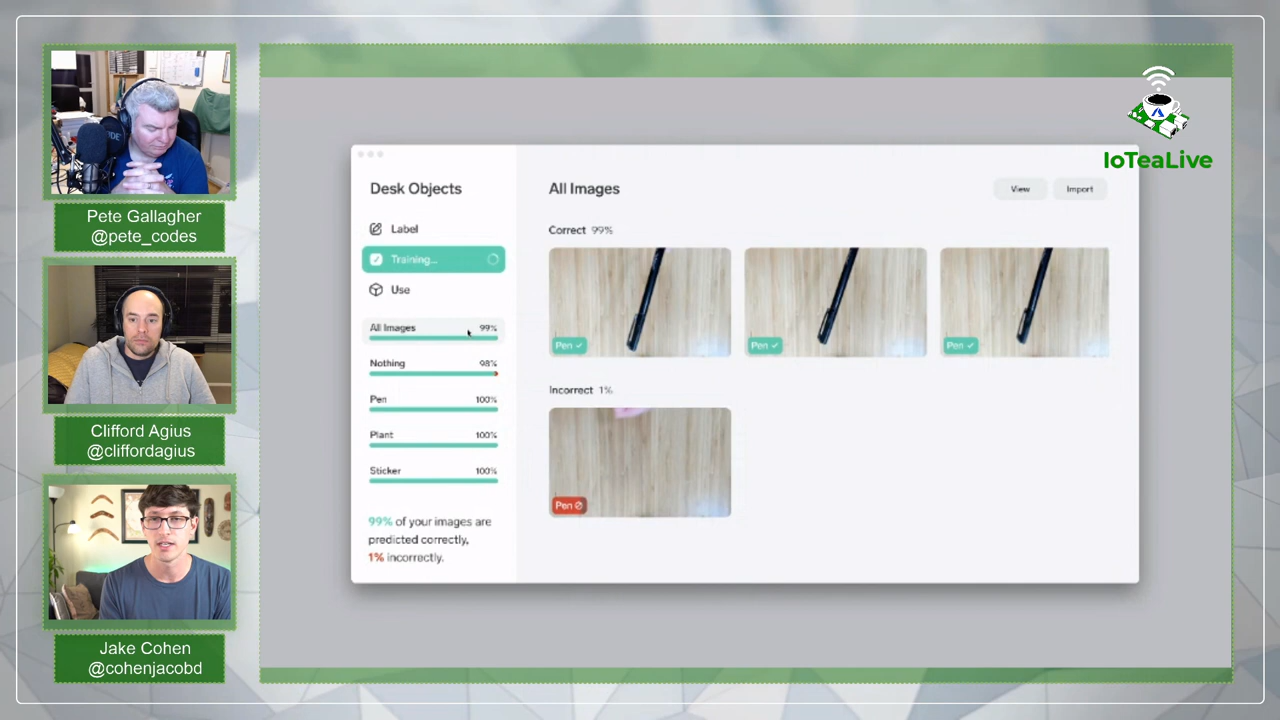 Pete Gallagher
@pete_codes
Clifford Agius
@cliffordagius
Jake Cohen
@cohenjacobd
IoTeaLive
Desk Objects
Label
Training...
Use
All Images 99%
Nothing 98%
Pen 100%
Plant 100%
Sticker 100%
99% of your images are
predicted correctly,
1% incorrectly.
All Images
View
Import
Correct 99%
Pen
Pen
Pen
Incorrect 1%
Pen